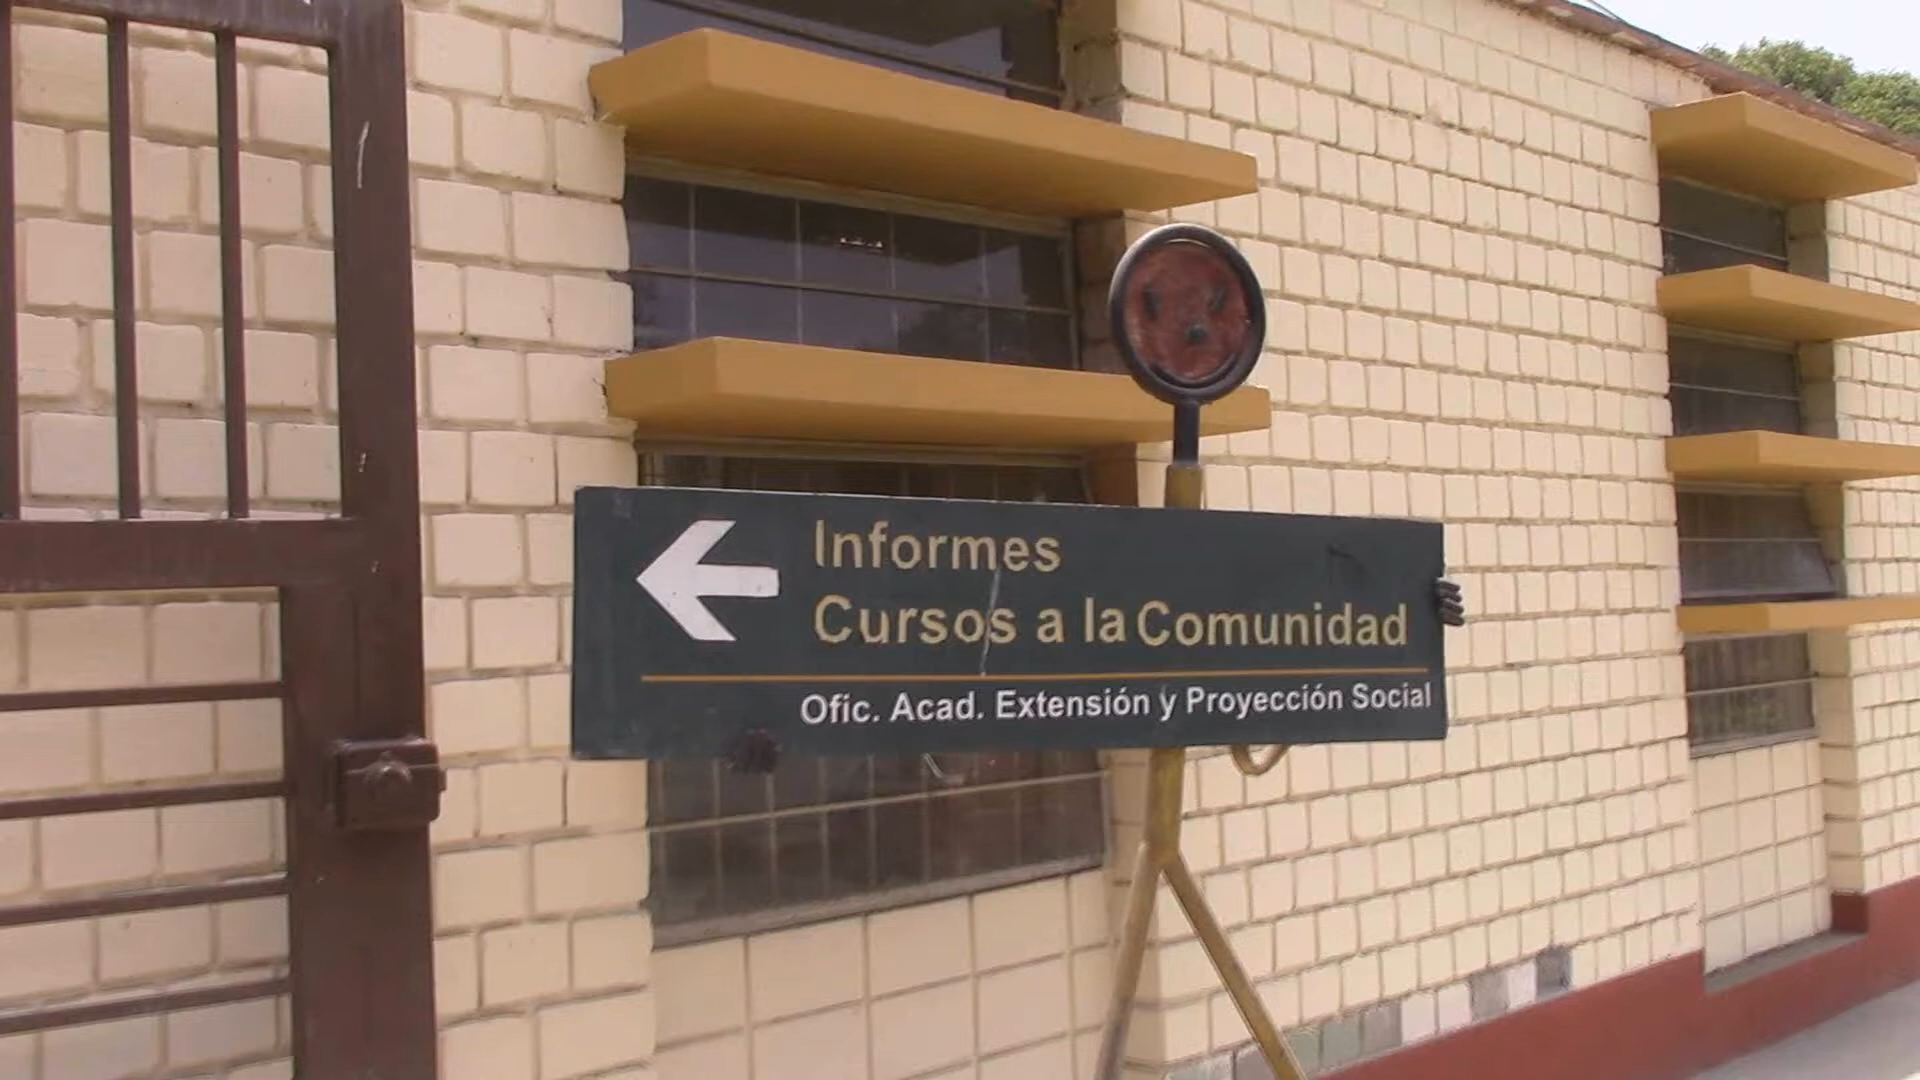 Informes
Cursos a la Comunidad
Ofic. Acad. Extensión y Proyección Social